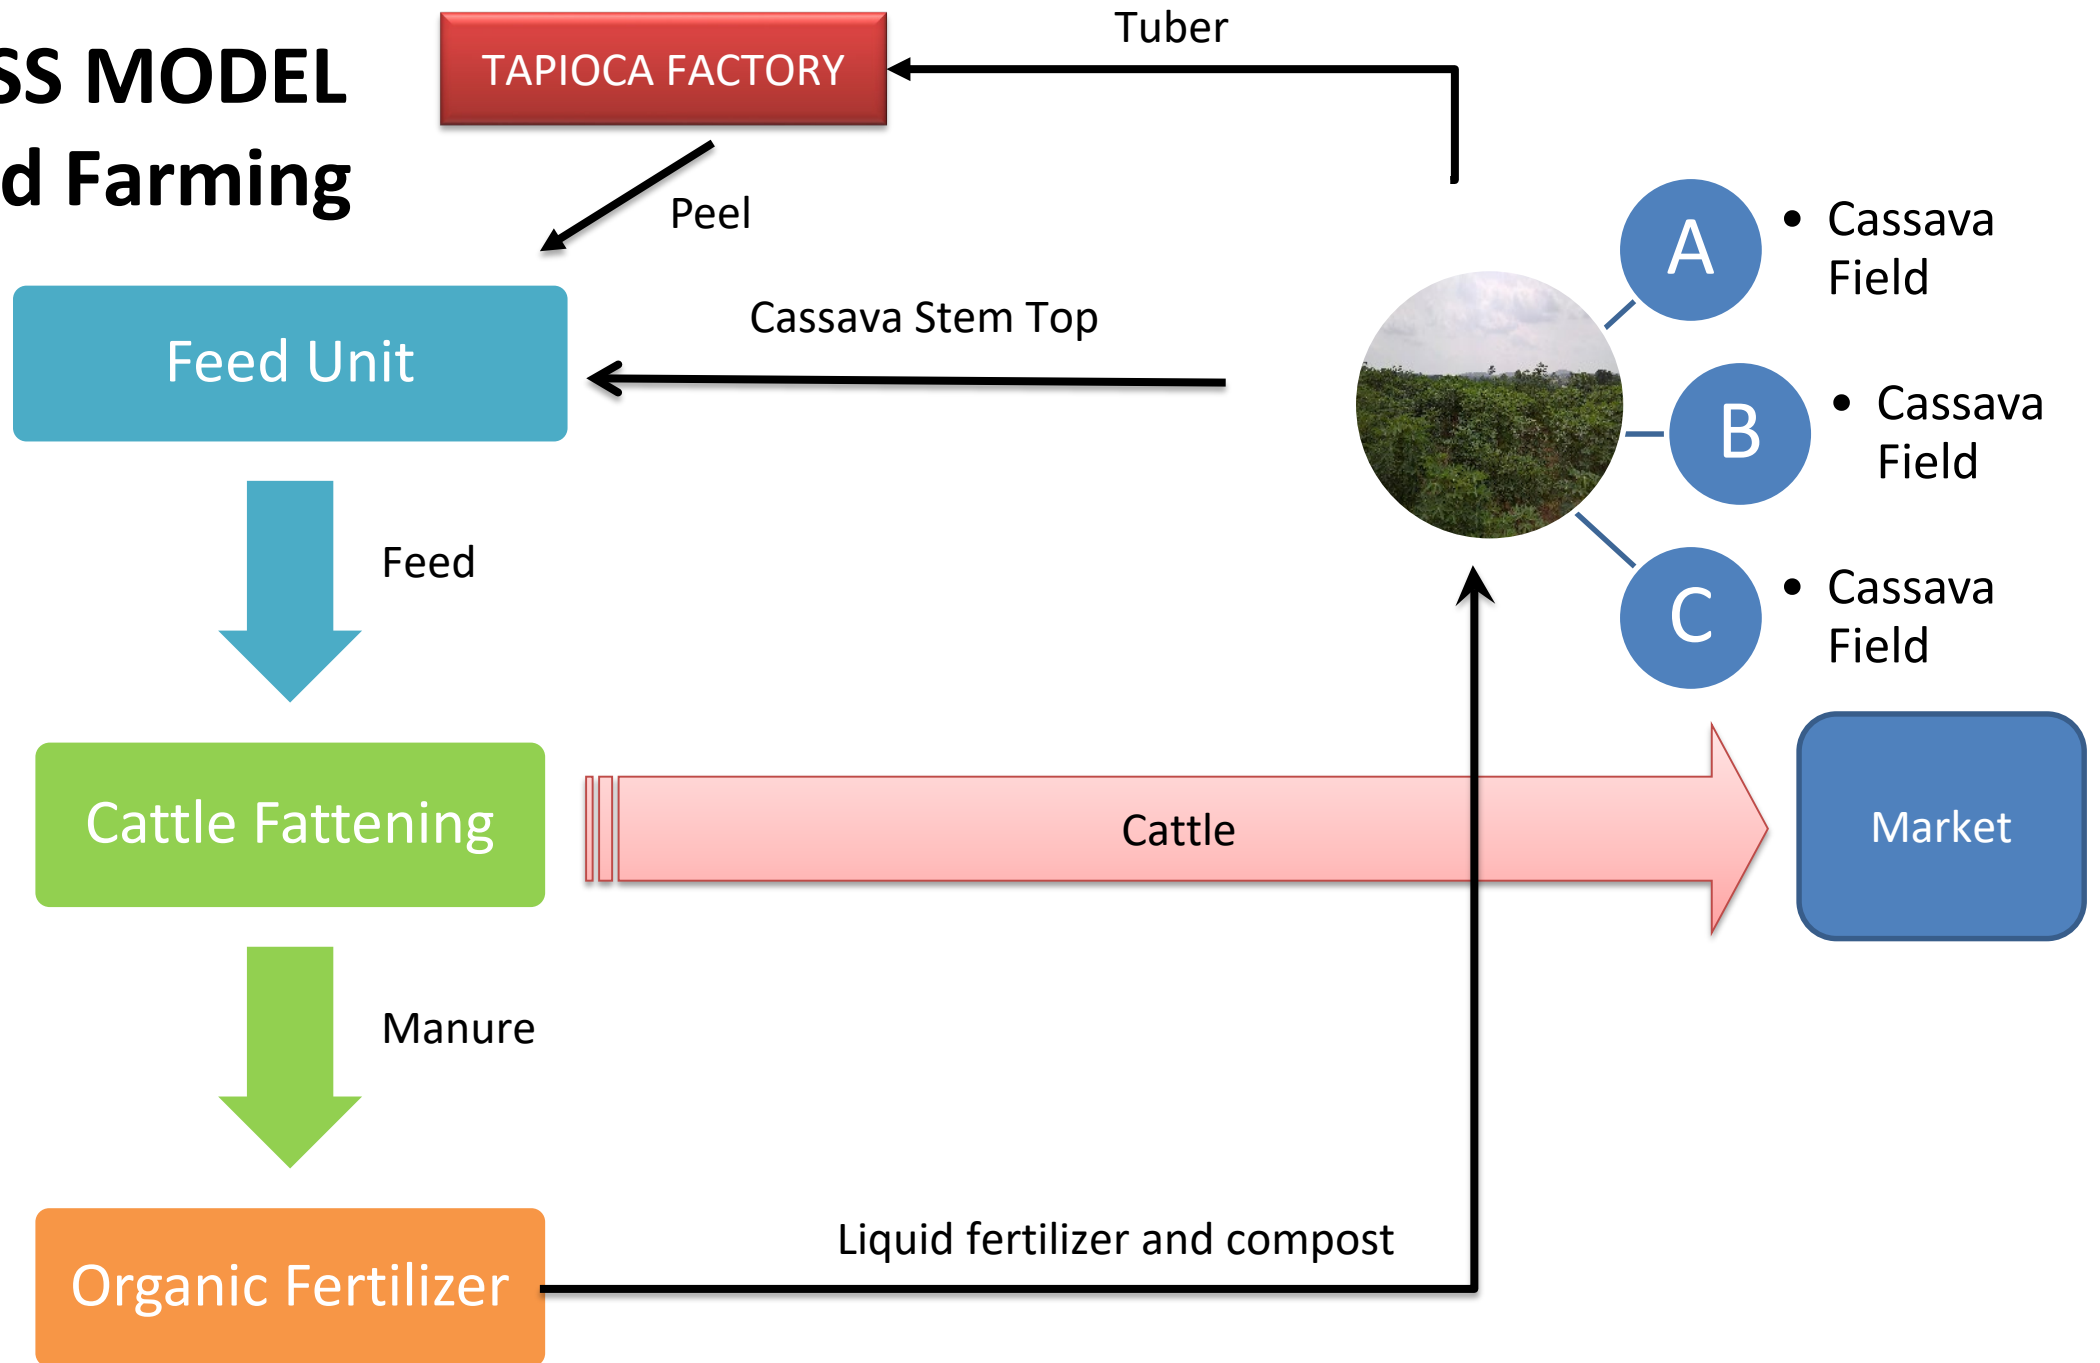 SS MODEL
d Farming
TAPIOCA FACTORY
Tuber
Peel
Feed Unit
Cassava Stem Top
A
• Cassava
Field
B
• Cassava
Field
C
• Cassava
Field
Feed
Cattle Fattening
Cattle
Market
Manure
Organic Fertilizer
Liquid fertilizer and compost